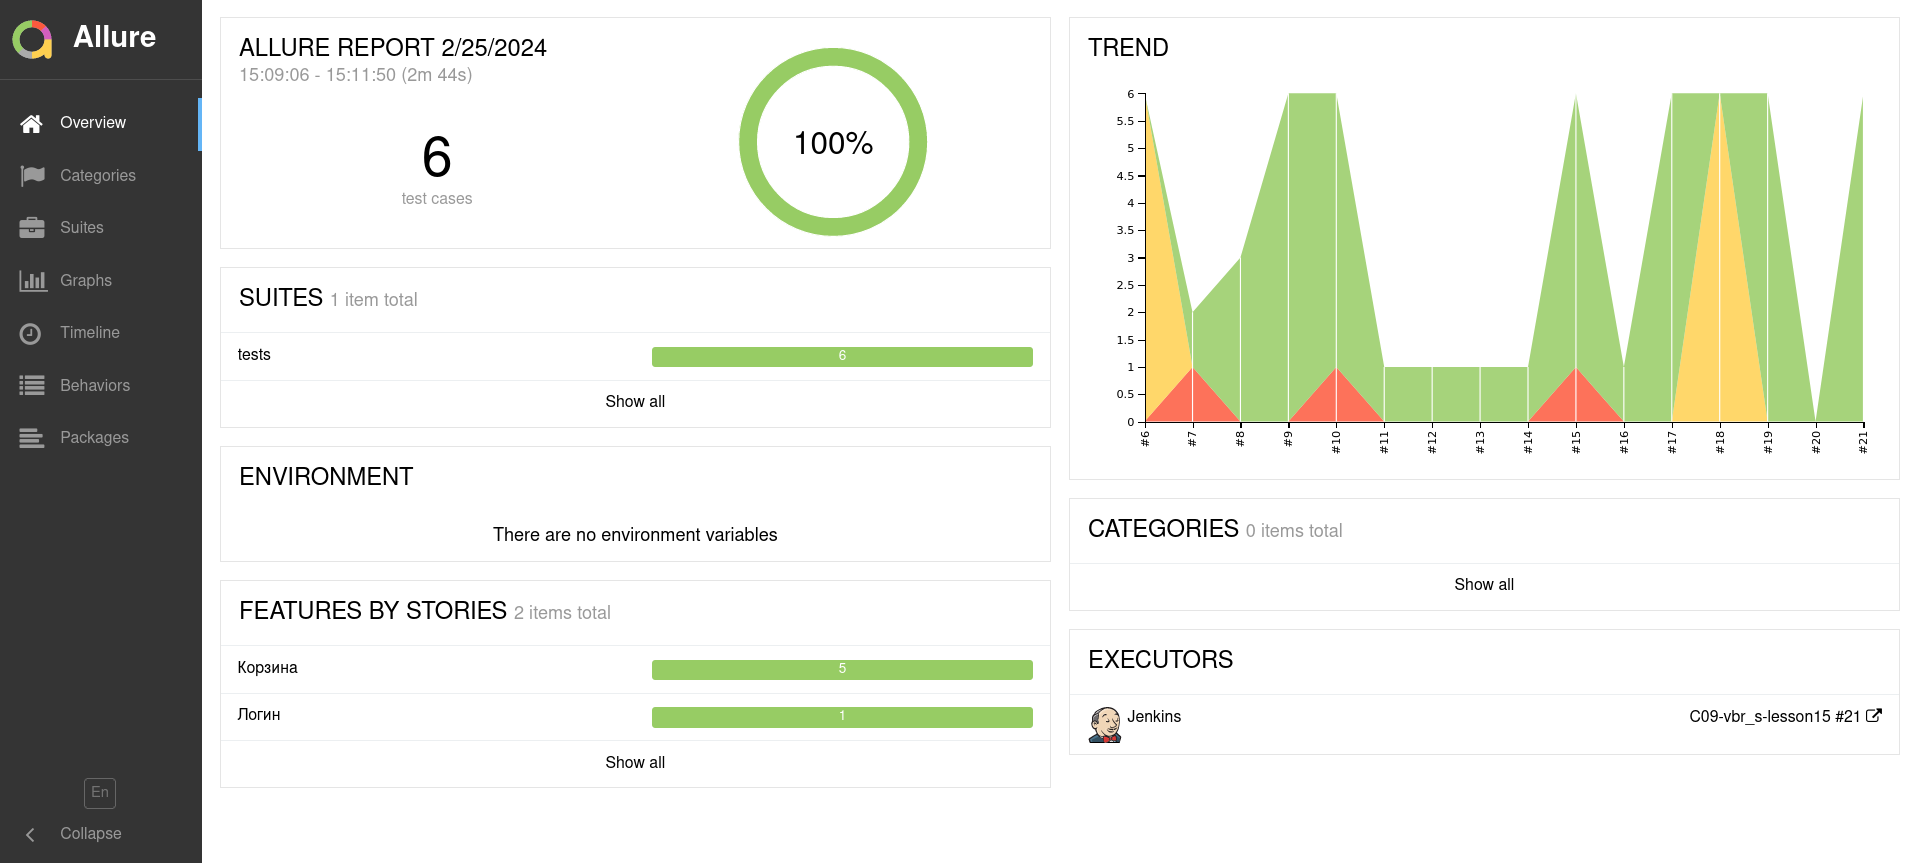 Allure
Overview
Categories
Suites
Graphs
Timeline
Behaviors
Packages
En
Collapse
ALLURE REPORT 2/25/2024
15:09:06 - 15:11:50 (2m 44s)
6
test cases
100%
SUITES 1 item total
tests 6
Show all
ENVIRONMENT
There are no environment variables
FEATURES BY STORIES 2 items total
Корзина 5
Логин 1
Show all
TREND
6
5.5
5
4.5
4
3.5
3
2.5
2
1.5
1
0.5
0
#6 #7 #8 #9 #10 #11 #12 #13 #14 #15 #16 #17 #18 #19 #20 #21
CATEGORIES 0 items total
Show all
EXECUTORS
Jenkins C09-vbr_s-lesson15 #21